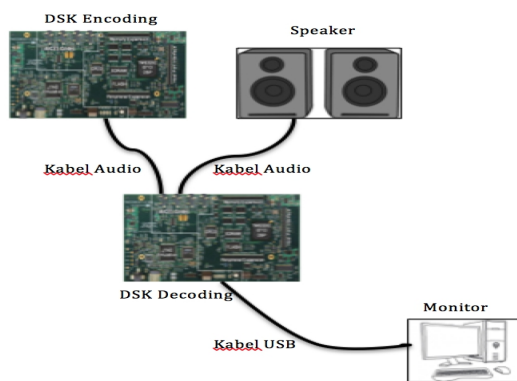 DSK Encoding
Speaker
Kabel Audio
Kabel Audio
DSK Decoding
Monitor
Kabel USB